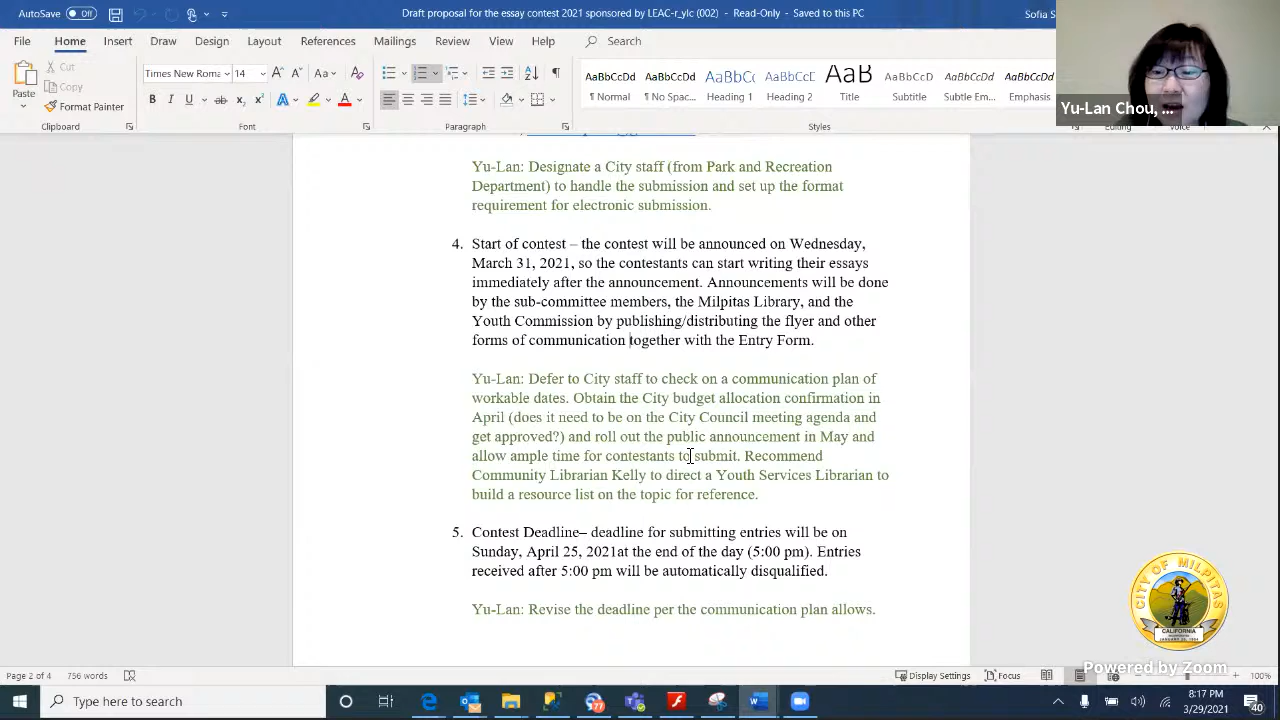 Draft proposal for essay contest 2021 sponsored by LEAC-r_ylc (002) - Read-Only - Saved to this PC
Sofia S
File Home Insert Draw Design Layout References Mailings Review View Help Search
Paste
Cut
Copy
Format Painter
Clipboard
Times New Roma 14
Font
Paragraph
AaBbCcDd AaBbCcDd AaBbCc AaBbCcC AaB AaBbCcD AaBbCcDd AaBbCcDd
¶ Normal ¶ No Spac... Heading 1 Heading 2 Title Subtitle Subtle Em... Emphasis
Styles
Editing
Voice
Yu-Lan Chou, ...
Yu-Lan: Designate a City staff (from Park and Recreation
Department) to handle the submission and set up the format
requirement for electronic submission.
4. Start of contest – the contest will be announced on Wednesday,
March 31, 2021, so the contestants can start writing their essays
immediately after the announcement. Announcements will be done
by the sub-committee members, the Milpitas Library, and the
Youth Commission by publishing/distributing the flyer and other
forms of communication together with the Entry Form.
Yu-Lan: Defer to City staff to check on a communication plan of
workable dates. Obtain the City budget allocation confirmation in
April (does it need to be on the City Council meeting agenda and
get approved?) and roll out the public announcement in May and
allow ample time for contestants to submit. Recommend
Community Librarian Kelly to direct a Youth Services Librarian to
build a resource list on the topic for reference.
5. Contest Deadline– deadline for submitting entries will be on
Sunday, April 25, 2021at the end of the day (5:00 pm). Entries
received after 5:00 pm will be automatically disqualified.
Yu-Lan: Revise the deadline per the communication plan allows.
CITY OF MILPITAS
CALIFORNIA
Powered by Zoom
Page 2 of 4 756 words
Display Settings Focus 100%
Type here to search
77
8:17 PM
3/29/2021
40